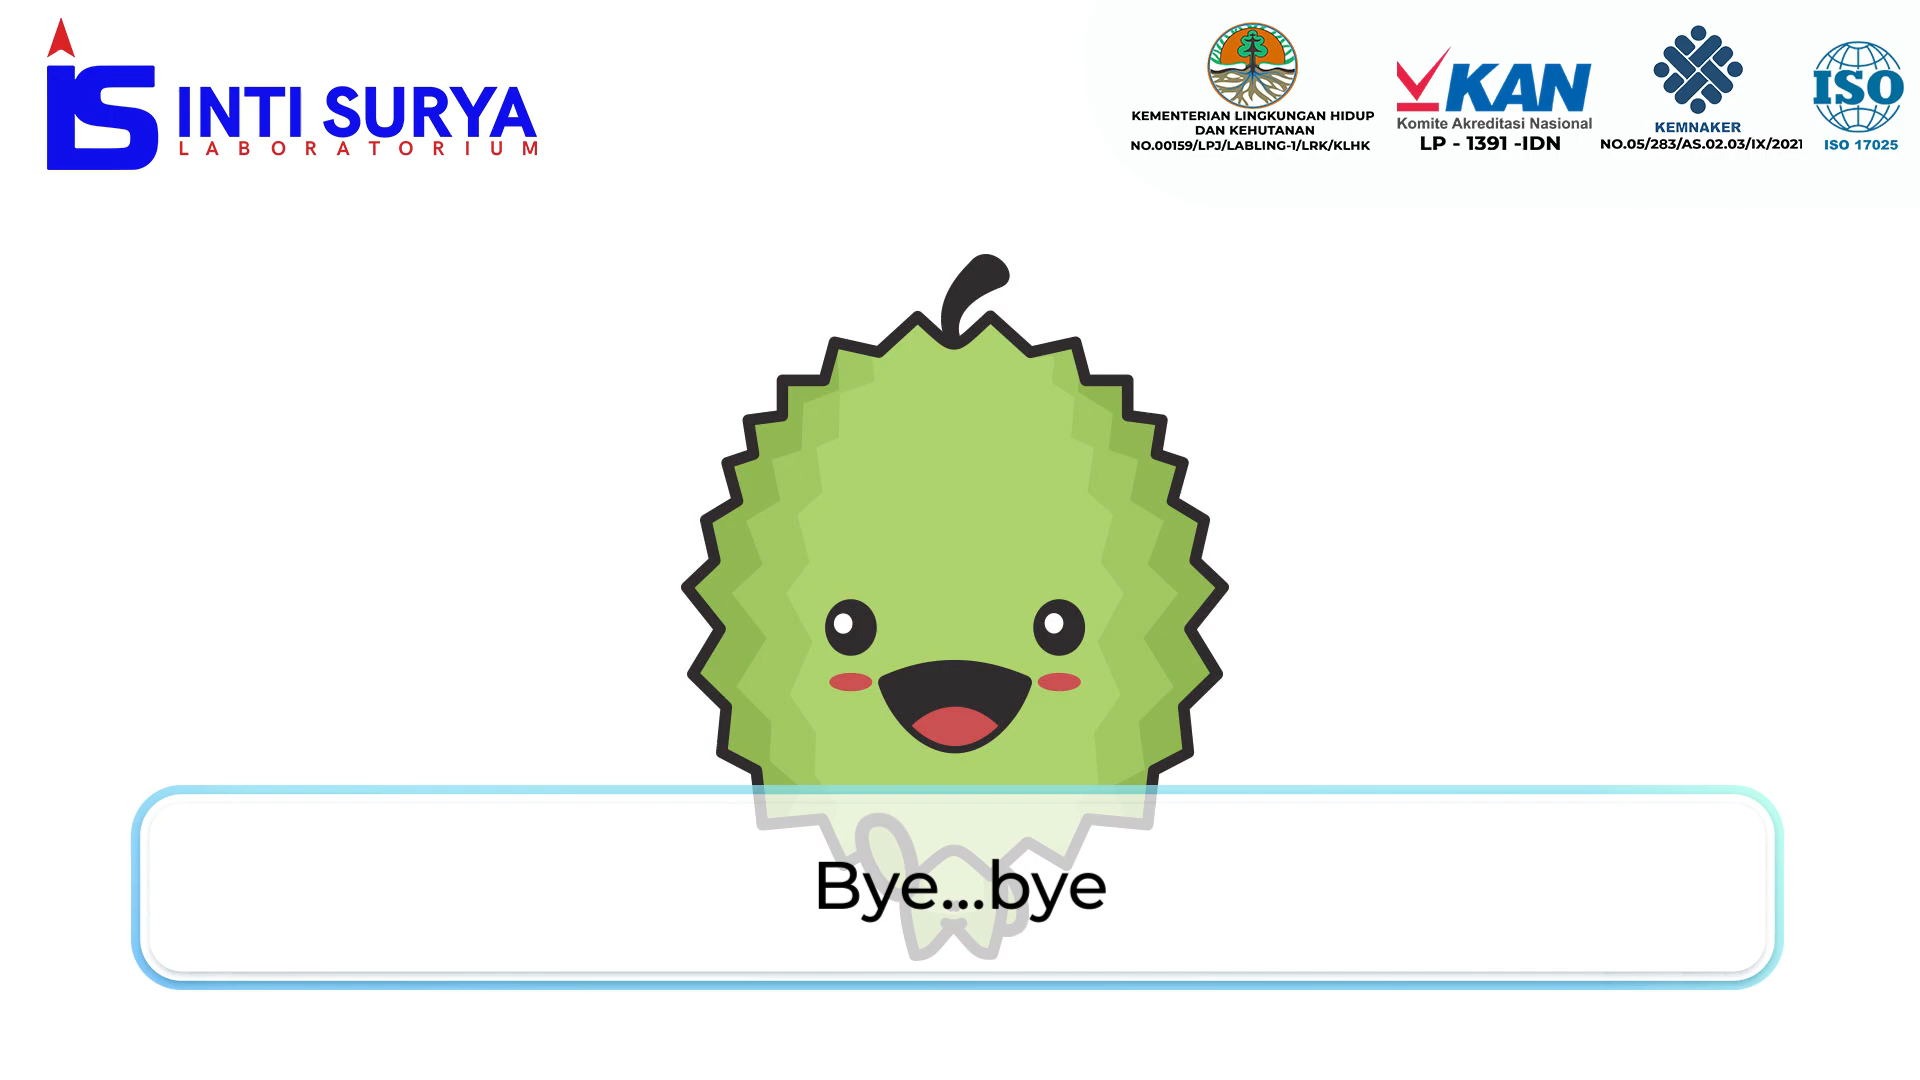 INTI SURYA
LABORATORIUM
KEMENTERIAN LINGKUNGAN HIDUP
DAN KEHUTANAN
NO.00159/LPJ/LABLING-1/LRK/KLHK
KAN
Komite Akreditasi Nasional
LP - 1391 -IDN
KEMNAKER
NO.05/283/AS.02.03/IX/2021
ISO
ISO 17025
Bye...bye